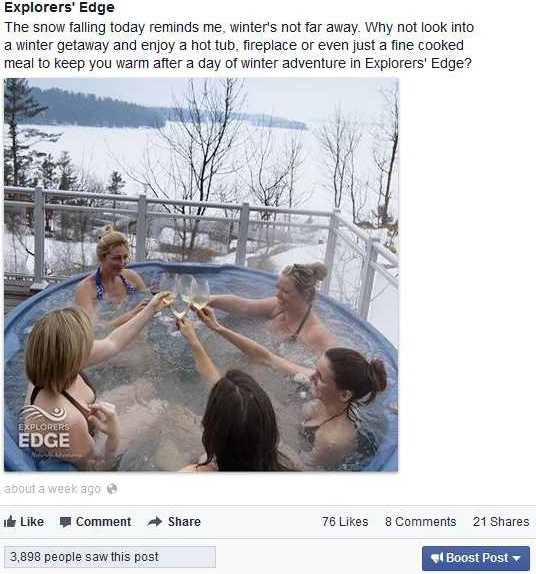 Explorers' Edge
The snow falling today reminds me, winter's not far away. Why not look into
a winter getaway and enjoy a hot tub, fireplace or even just a fine cooked
meal to keep you warm after a day of winter adventure in Explorers' Edge?
EXPLORERS
EDGE
about a week ago
Like Comment Share 76 Likes 8 Comments 21 Shares
3,898 people saw this post Boost Post